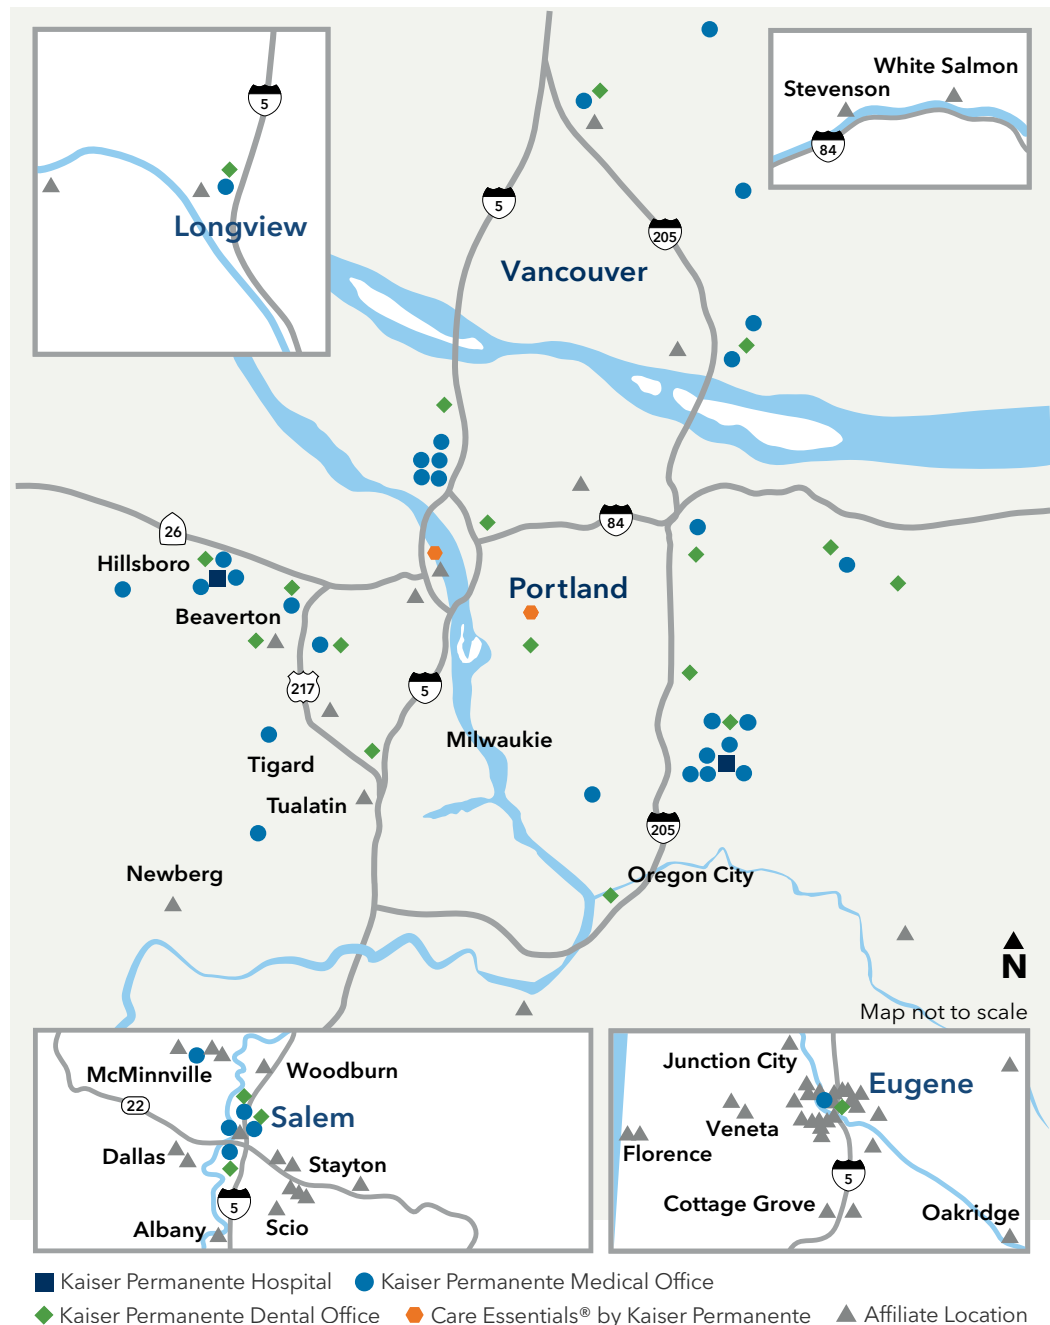 5
Longview
White Salmon
Stevenson
84
5
205
Vancouver
26
84
Hillsboro
Portland
Beaverton
217
5
Milwaukie
Tigard
Tualatin
205
Newberg
Oregon City
N
Map not to scale
McMinnville
Woodburn
22
Salem
Dallas
Stayton
5
Albany
Scio
Junction City
Eugene
Veneta
Florence
5
Cottage Grove
Oakridge
Kaiser Permanente Hospital
Kaiser Permanente Medical Office
Kaiser Permanente Dental Office
Care Essentials® by Kaiser Permanente
Affiliate Location